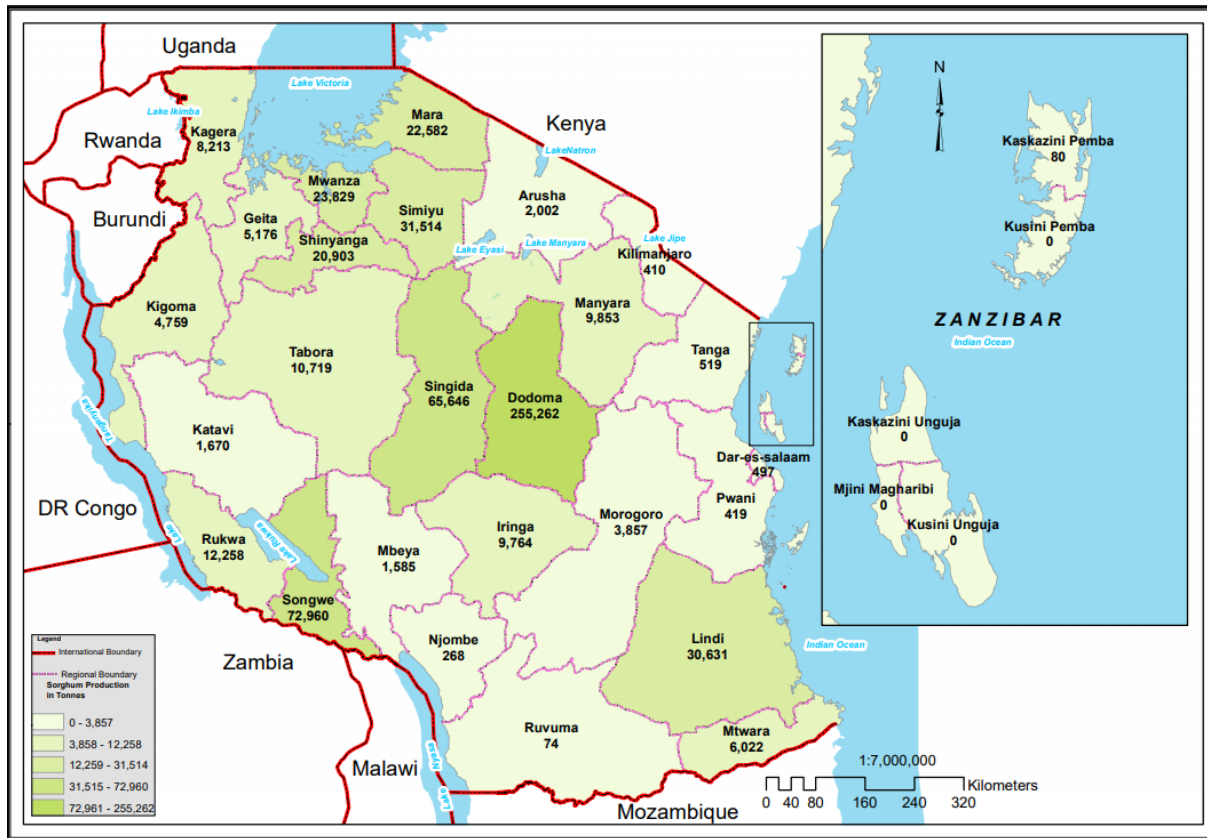 Uganda
Lake Victoria
Lake Ikimba
Mara
22,582
Kenya
Kagera
8,213
Rwanda
LakeNatron
Mwanza
23,829
Arusha
2,002
Burundi
Geita
5,176
Simiyu
31,514
Shinyanga
20,903
Lake Eyasi
Lake Manyara
Lake Jipe
Kilimanjaro
410
Kigoma
4,759
Manyara
9,853
Tabora
10,719
Tanga
519
Singida
65,646
Dodoma
255,262
Katavi
1,670
Lake Tanganyika
Dar-es-salaam
497
Pwani
419
DR Congo
Morogoro
3,857
Rukwa
12,258
Lake Rukwa
Iringa
9,764
Mbeya
1,585
Songwe
72,960
Njombe
268
Lindi
30,631
Indian Ocean
Zambia
Ruvuma
74
Mtwara
6,022
Malawi
Lake Nyasa
Mozambique
N
Kaskazini Pemba
80
Kusini Pemba
0
ZANZIBAR
Indian Ocean
Kaskazini Unguja
0
Mjini Magharibi
0
Kusini Unguja
0
Legend
International Boundary
Regional Boundary
Sorghum Production
in Tonnes
0 - 3,857
3,858 - 12,258
12,259 - 31,514
31,515 - 72,960
72,961 - 255,262
1:7,000,000
Kilometers
0 40 80 160 240 320